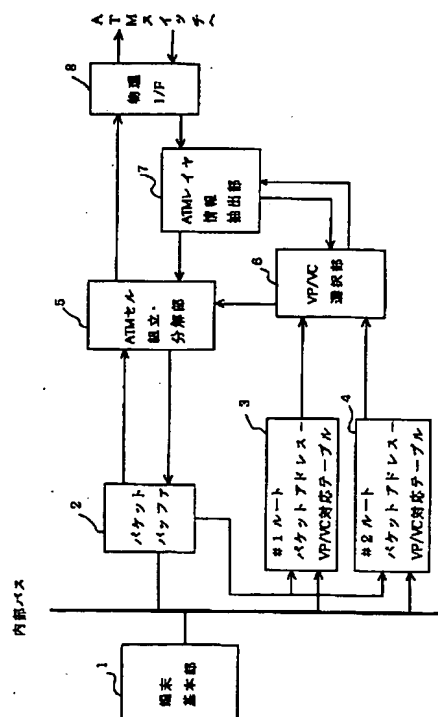 内部バス
1
端末
基本部
2
パケット
バッファ
#1ルート
パケットアドレスー
VP/VC対応テーブル
3
#2ルート
パケットアドレスー
VP/VC対応テーブル
4
5
ATMセル
組立・
分解部
6
VP/VC
選択部
7
ATMレイヤ
情報
抽出部
8
物理
I/F
ATMスイッチへ